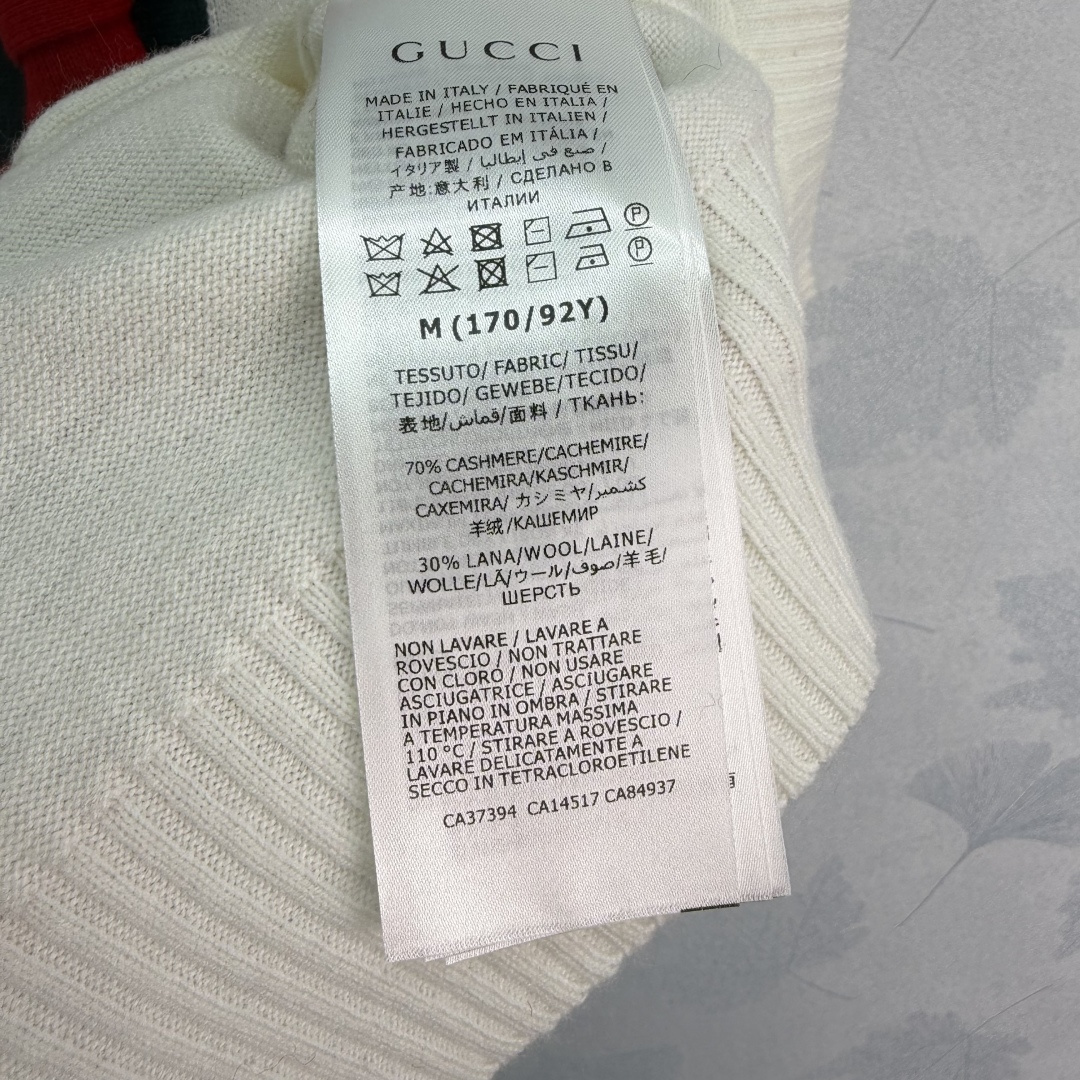 GUCCI
MADE IN ITALY / FABRIQUÉ EN
ITALIE / HECHO EN ITALIA /
HERGESTELLT IN ITALIEN /
FABRICADO EM ITÁLIA /
イタリア製 / صنع في إيطاليا /
产地:意大利 / СДЕЛАНО В
ИТАЛИИ
M (170/92Y)
TESSUTO/ FABRIC/ TISSU/
TEJIDO/ GEWEBE/TECIDO/
表地/قماش/面料 / ТКАНЬ:
70% CASHMERE/CACHEMIRE/
CACHEMIRA/KASCHMIR/
CAXEMIRA/ カシミヤ/كشمير/
羊绒/КАШЕМИР
30% LANA/WOOL/LAINE/
WOLLE/LÃ/ウール/صوف/羊毛/
ШЕРСТЬ
NON LAVARE / LAVARE A
ROVESCIO / NON TRATTARE
CON CLORO / NON USARE
ASCIUGATRICE / ASCIUGARE
IN PIANO IN OMBRA / STIRARE
A TEMPERATURA MASSIMA
110 °C / STIRARE A ROVESCIO /
LAVARE DELICATAMENTE A
SECCO IN TETRACLOROETILENE
CA37394 CA14517 CA84937